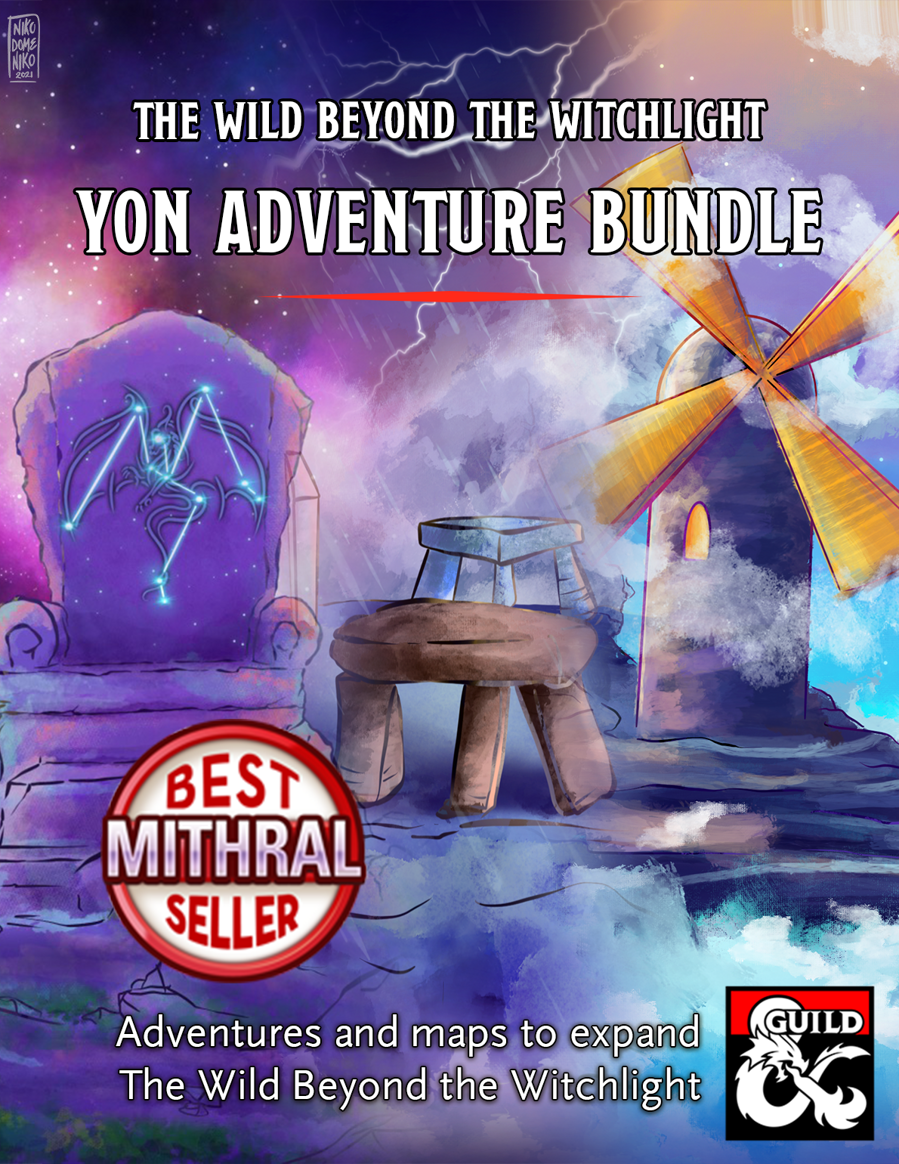 NIKO
DOME
NIKO
2021
THE WILD BEYOND THE WITCHLIGHT
YON ADVENTURE BUNDLE
BEST
MITHRAL
SELLER
Adventures and maps to expand
The Wild Beyond the Witchlight
GUILD